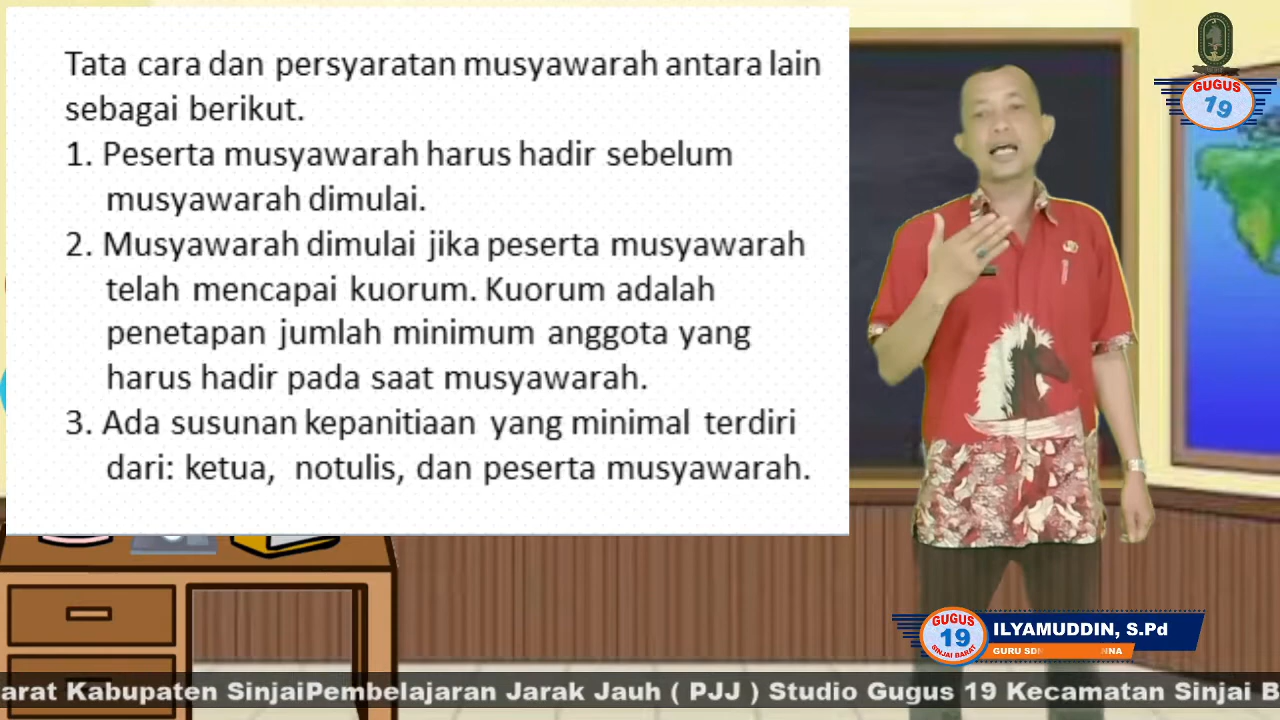 Tata cara dan persyaratan musyawarah antara lain
sebagai berikut.
1. Peserta musyawarah harus hadir sebelum
musyawarah dimulai.
2. Musyawarah dimulai jika peserta musyawarah
telah mencapai kuorum. Kuorum adalah
penetapan jumlah minimum anggota yang
harus hadir pada saat musyawarah.
3. Ada susunan kepanitiaan yang minimal terdiri
dari: ketua, notulis, dan peserta musyawarah.
GUGUS
19
GUGUS
19
SINJAI BARAT
ILYAMUDDIN, S.Pd
GURU
arat Kabupaten SinjaiPembelajaran Jarak Jauh ( PJJ ) Studio Gugus 19 Kecamatan Sinjai B